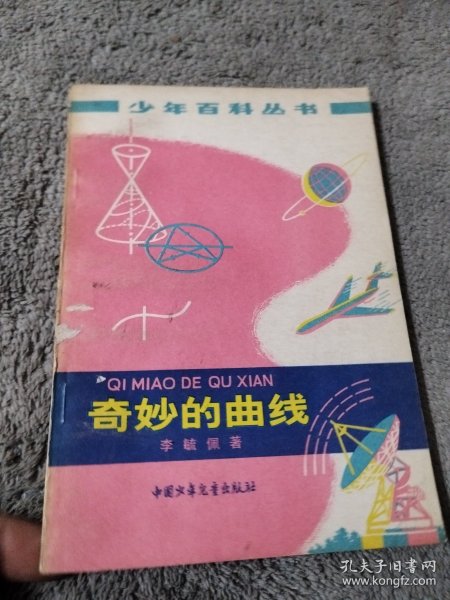 少年百科丛书
QI MIAO DE QU XIAN
奇妙的曲线
李毓佩著
中国少年儿童出版社
孔夫子旧书网
www.kongfz.com